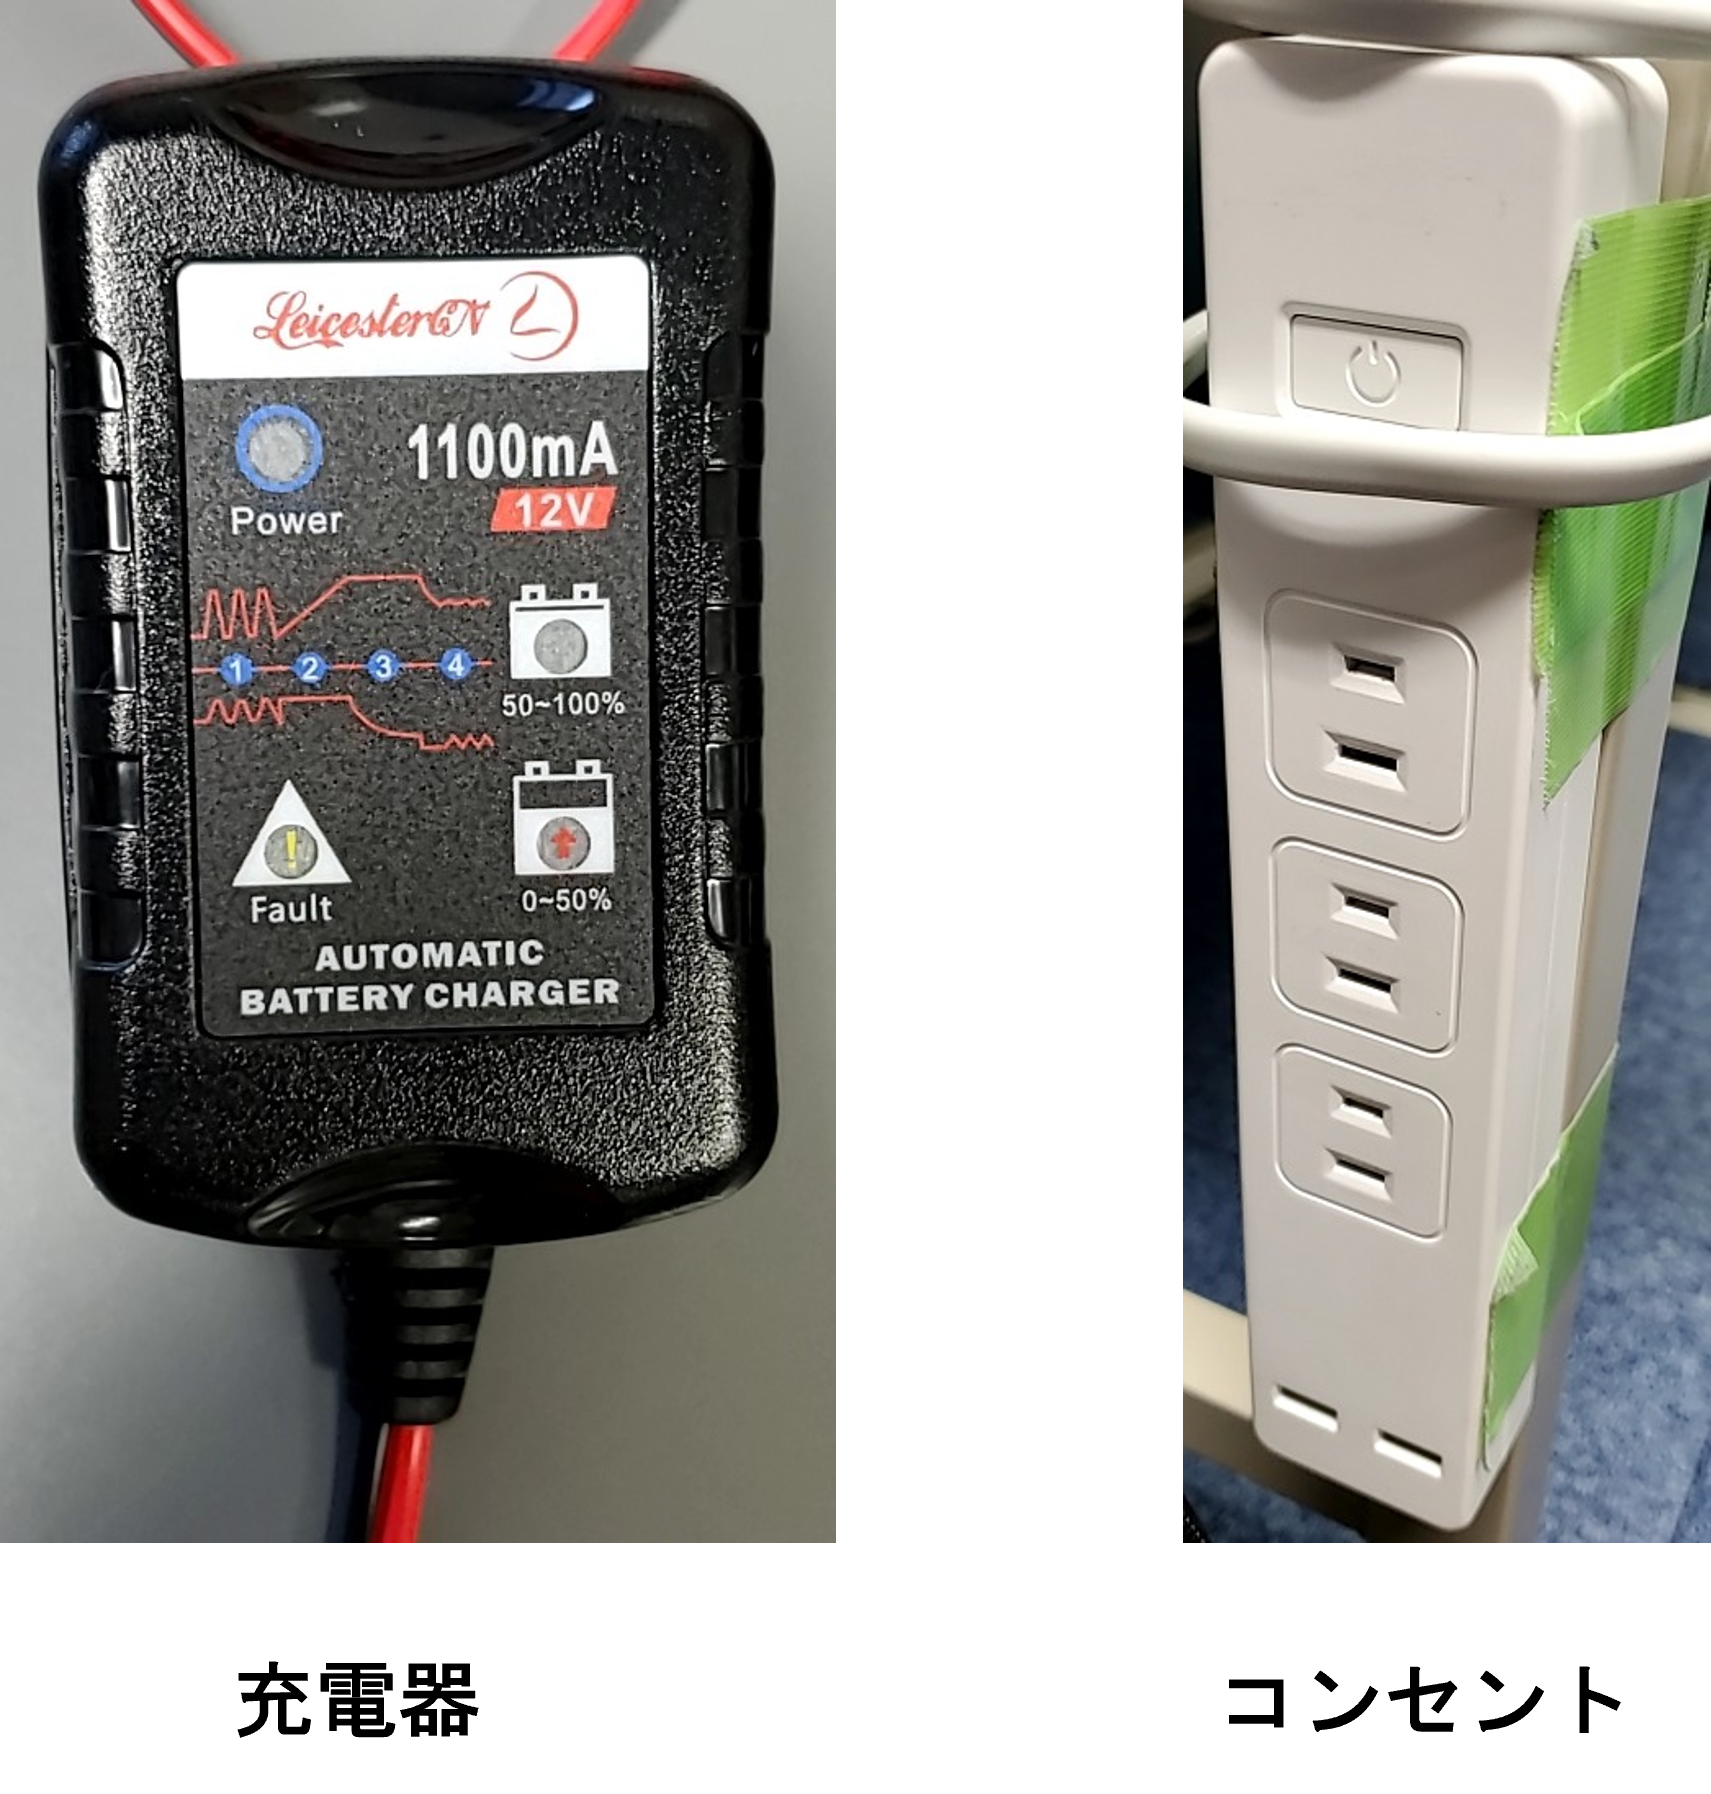 LeicesterCN
Power
1100mA
12V
1 2 3 4
50~100%
!
Fault
0~50%
AUTOMATIC
BATTERY CHARGER
充電器
コンセント